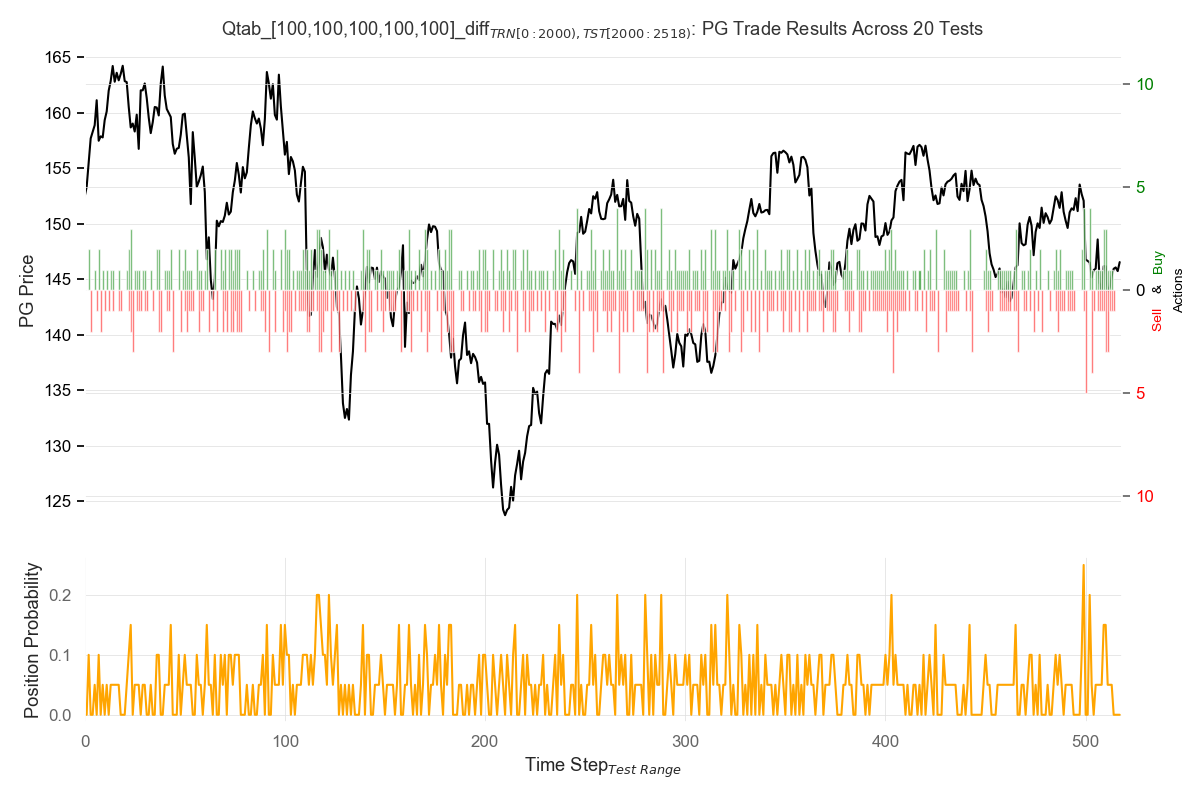 Qtab_[100,100,100,100,100]_diff_TRN[0:2000),TST[2000:2518): PG Trade Results Across 20 Tests
165
160
155
150
145
140
135
130
125
PG Price
10
5
0
5
10
Sell & Buy
Actions
0.2
0.1
0.0
Position Probability
0 100 200 300 400 500
Time Step Test Range